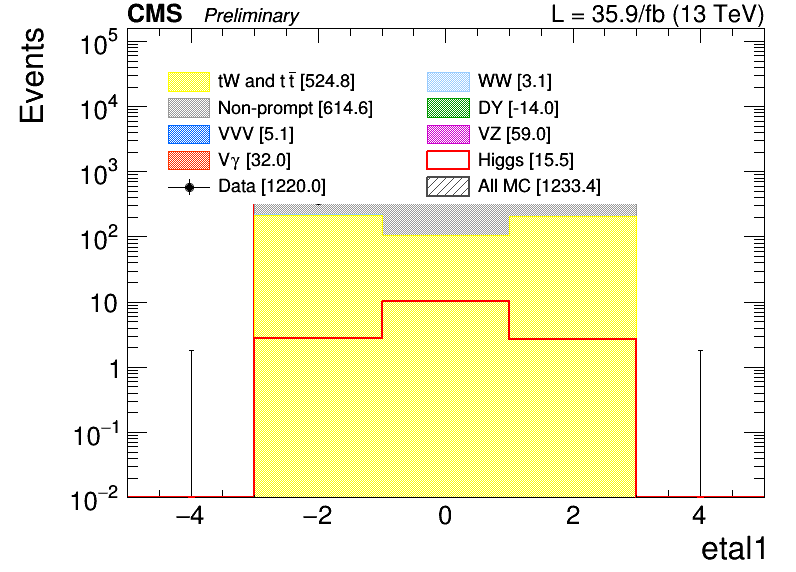 CMS Preliminary L = 35.9/fb (13 TeV)
Events
10⁵
10⁴
10³
10²
10
1
10⁻¹
10⁻²
tW and t t̅ [524.8] WW [3.1]
Non-prompt [614.6] DY [-14.0]
VVV [5.1] VZ [59.0]
Vγ [32.0] Higgs [15.5]
Data [1220.0] All MC [1233.4]
−4 −2 0 2 4
etal1